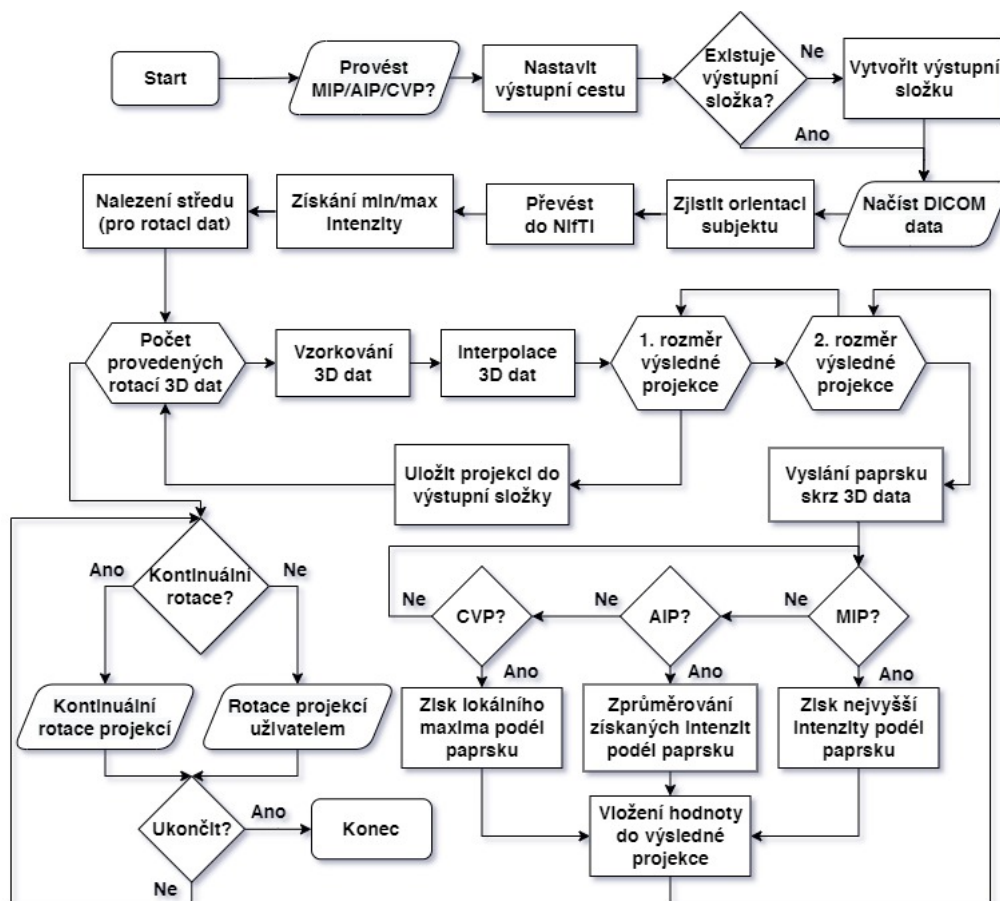 Start
Provést
MIP/AIP/CVP?
Nastavit
výstupní cestu
Existuje
výstupní
složka?
Ne
Ano
Vytvořit výstupní
složku
Načíst DICOM
data
Zjistit orientaci
subjektu
Převést
do NIfTI
Získání min/max
intenzity
Nalezení středu
(pro rotaci dat)
Počet
provedených
rotací 3D dat
Vzorkování
3D dat
Interpolace
3D dat
1. rozměr
výsledné
projekce
2. rozměr
výsledné
projekce
Uložit projekci do
výstupní složky
Vyslání paprsku
skrz 3D data
Kontinuální
rotace?
Ano
Ne
Kontinuální
rotace projekcí
Rotace projekcí
uživatelem
Ukončit?
Ano
Ne
Konec
MIP?
Ne
Ano
AIP?
Ne
Ano
CVP?
Ne
Ano
Zisk lokálního
maxima podél
paprsku
Zprůměrování
získaných intenzit
podél paprsku
Zisk nejvyšší
intenzity podél
paprsku
Vložení hodnoty
do výsledné
projekce